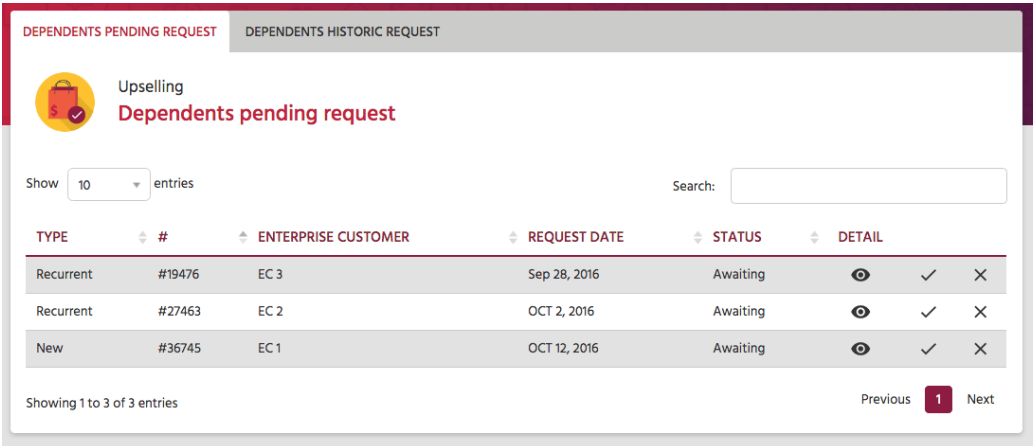 DEPENDENTS PENDING REQUEST DEPENDENTS HISTORIC REQUEST
Upselling
$
Dependents pending request
Show 10 entries Search:
TYPE # ENTERPRISE CUSTOMER REQUEST DATE STATUS DETAIL
Recurrent #19476 EC 3 Sep 28, 2016 Awaiting
Recurrent #27463 EC 2 OCT 2, 2016 Awaiting
New #36745 EC 1 OCT 12, 2016 Awaiting
Showing 1 to 3 of 3 entries Previous 1 Next